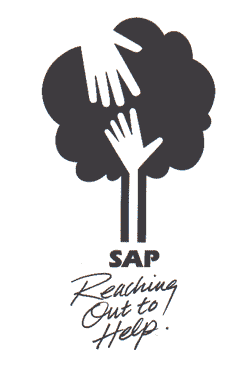 SAP
Reaching
Out to
Help.